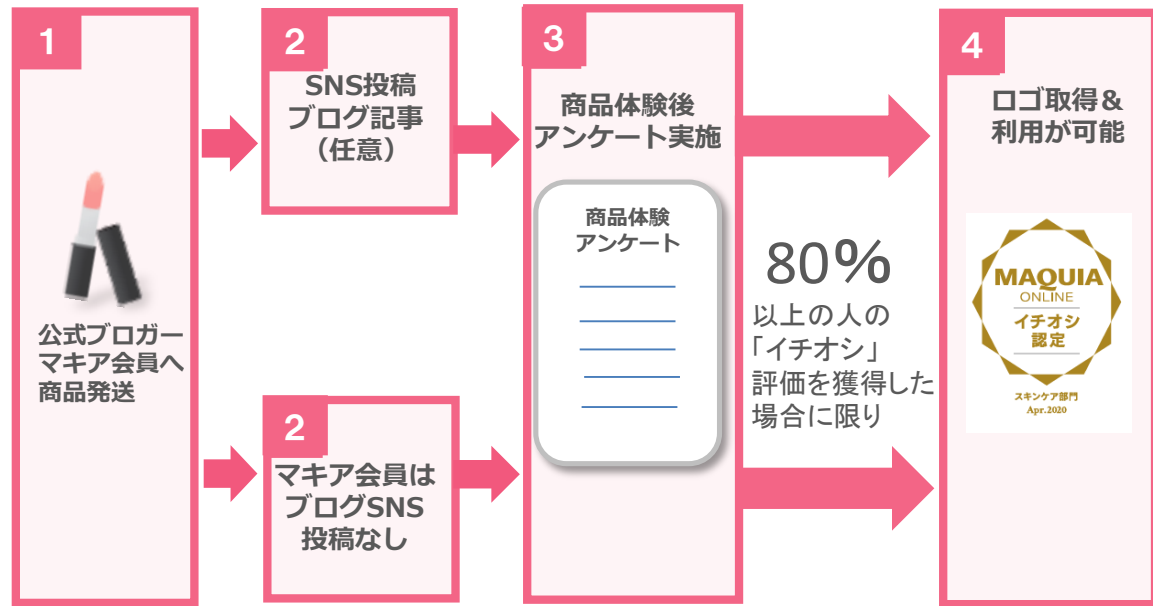 1
公式ブロガー
マキア会員へ
商品発送
2
SNS投稿
ブログ記事
（任意）
2
マキア会員は
ブログSNS
投稿なし
3
商品体験後
アンケート実施
商品体験
アンケート
80%
以上の人の
「イチオシ」
評価を獲得した
場合に限り
4
ロゴ取得＆
利用が可能
MAQUIA
ONLINE
イチオシ
認定
スキンケア部門
Apr.2020